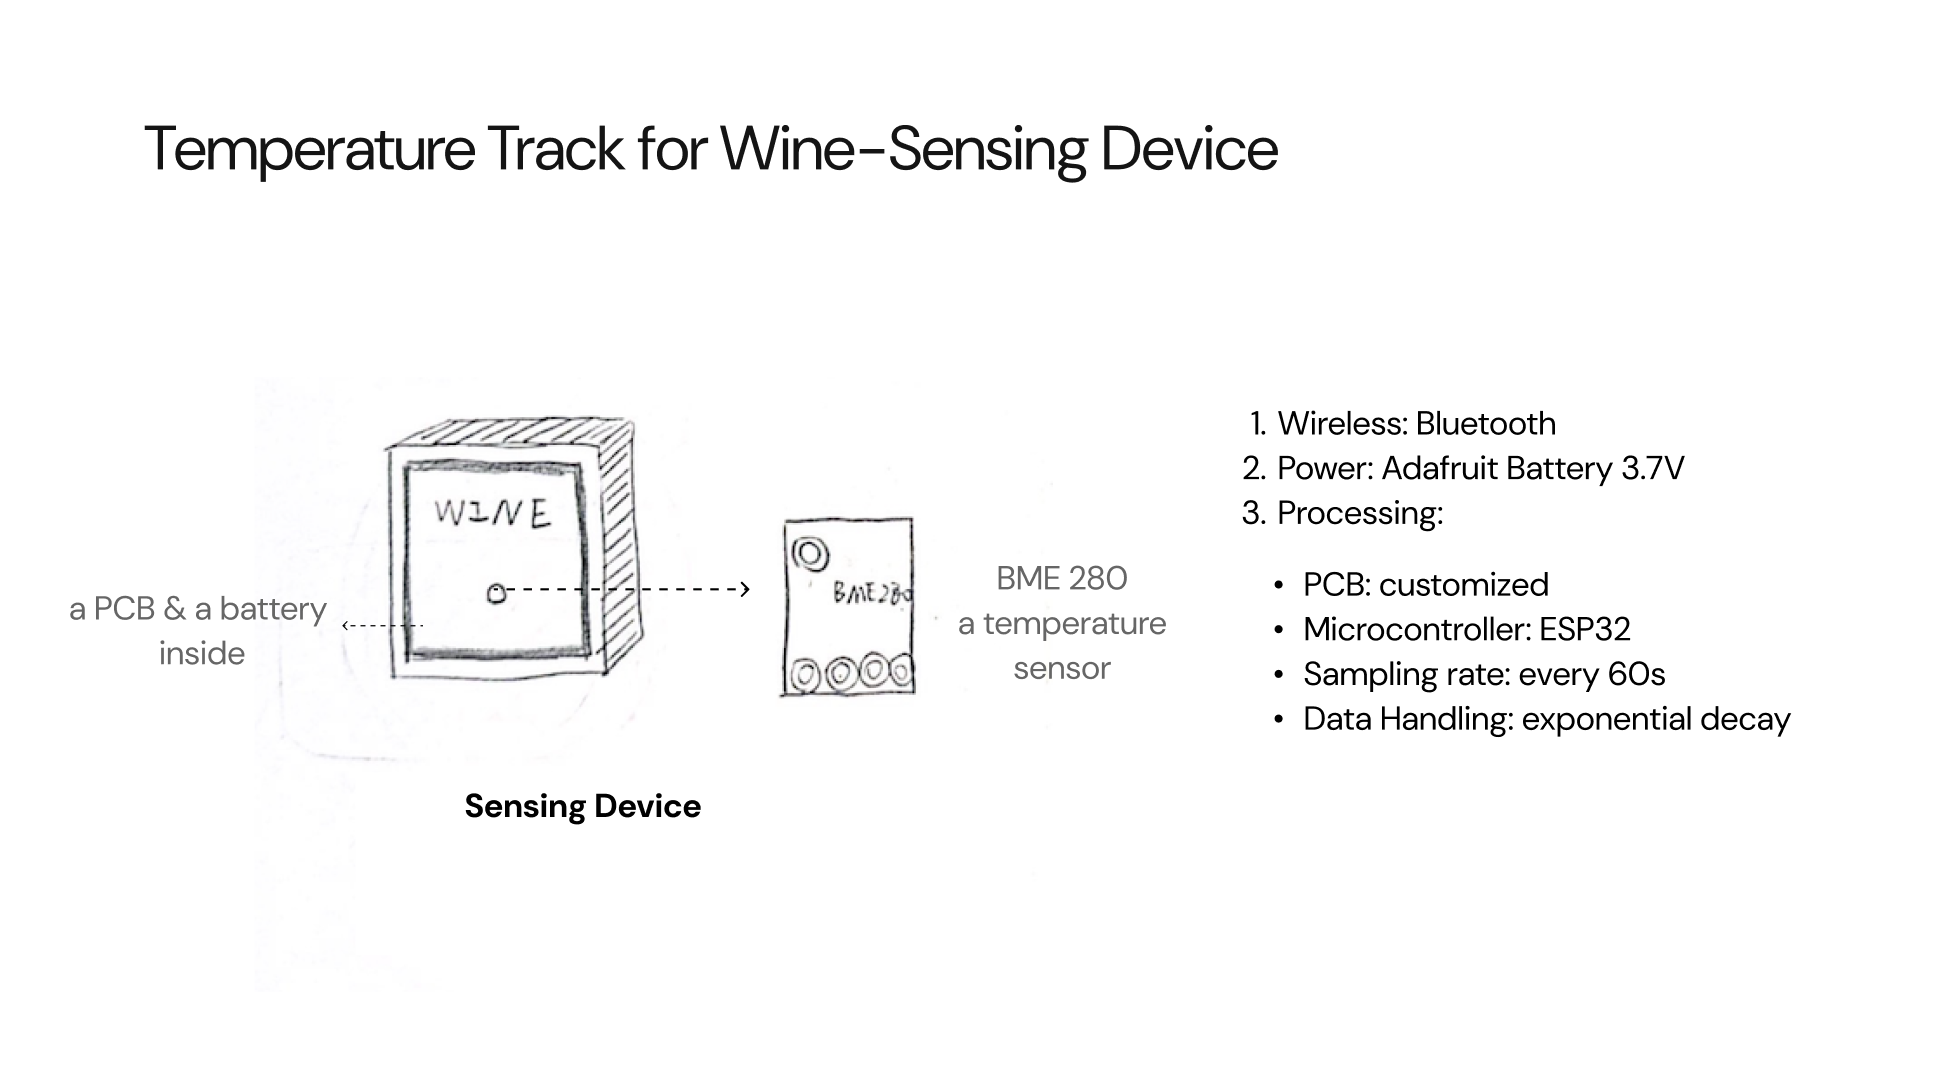 Temperature Track for Wine-Sensing Device
WINE
a PCB & a battery
inside
BME280
BME 280
a temperature
sensor
Sensing Device
1. Wireless: Bluetooth
2. Power: Adafruit Battery 3.7V
3. Processing:
• PCB: customized
• Microcontroller: ESP32
• Sampling rate: every 60s
• Data Handling: exponential decay